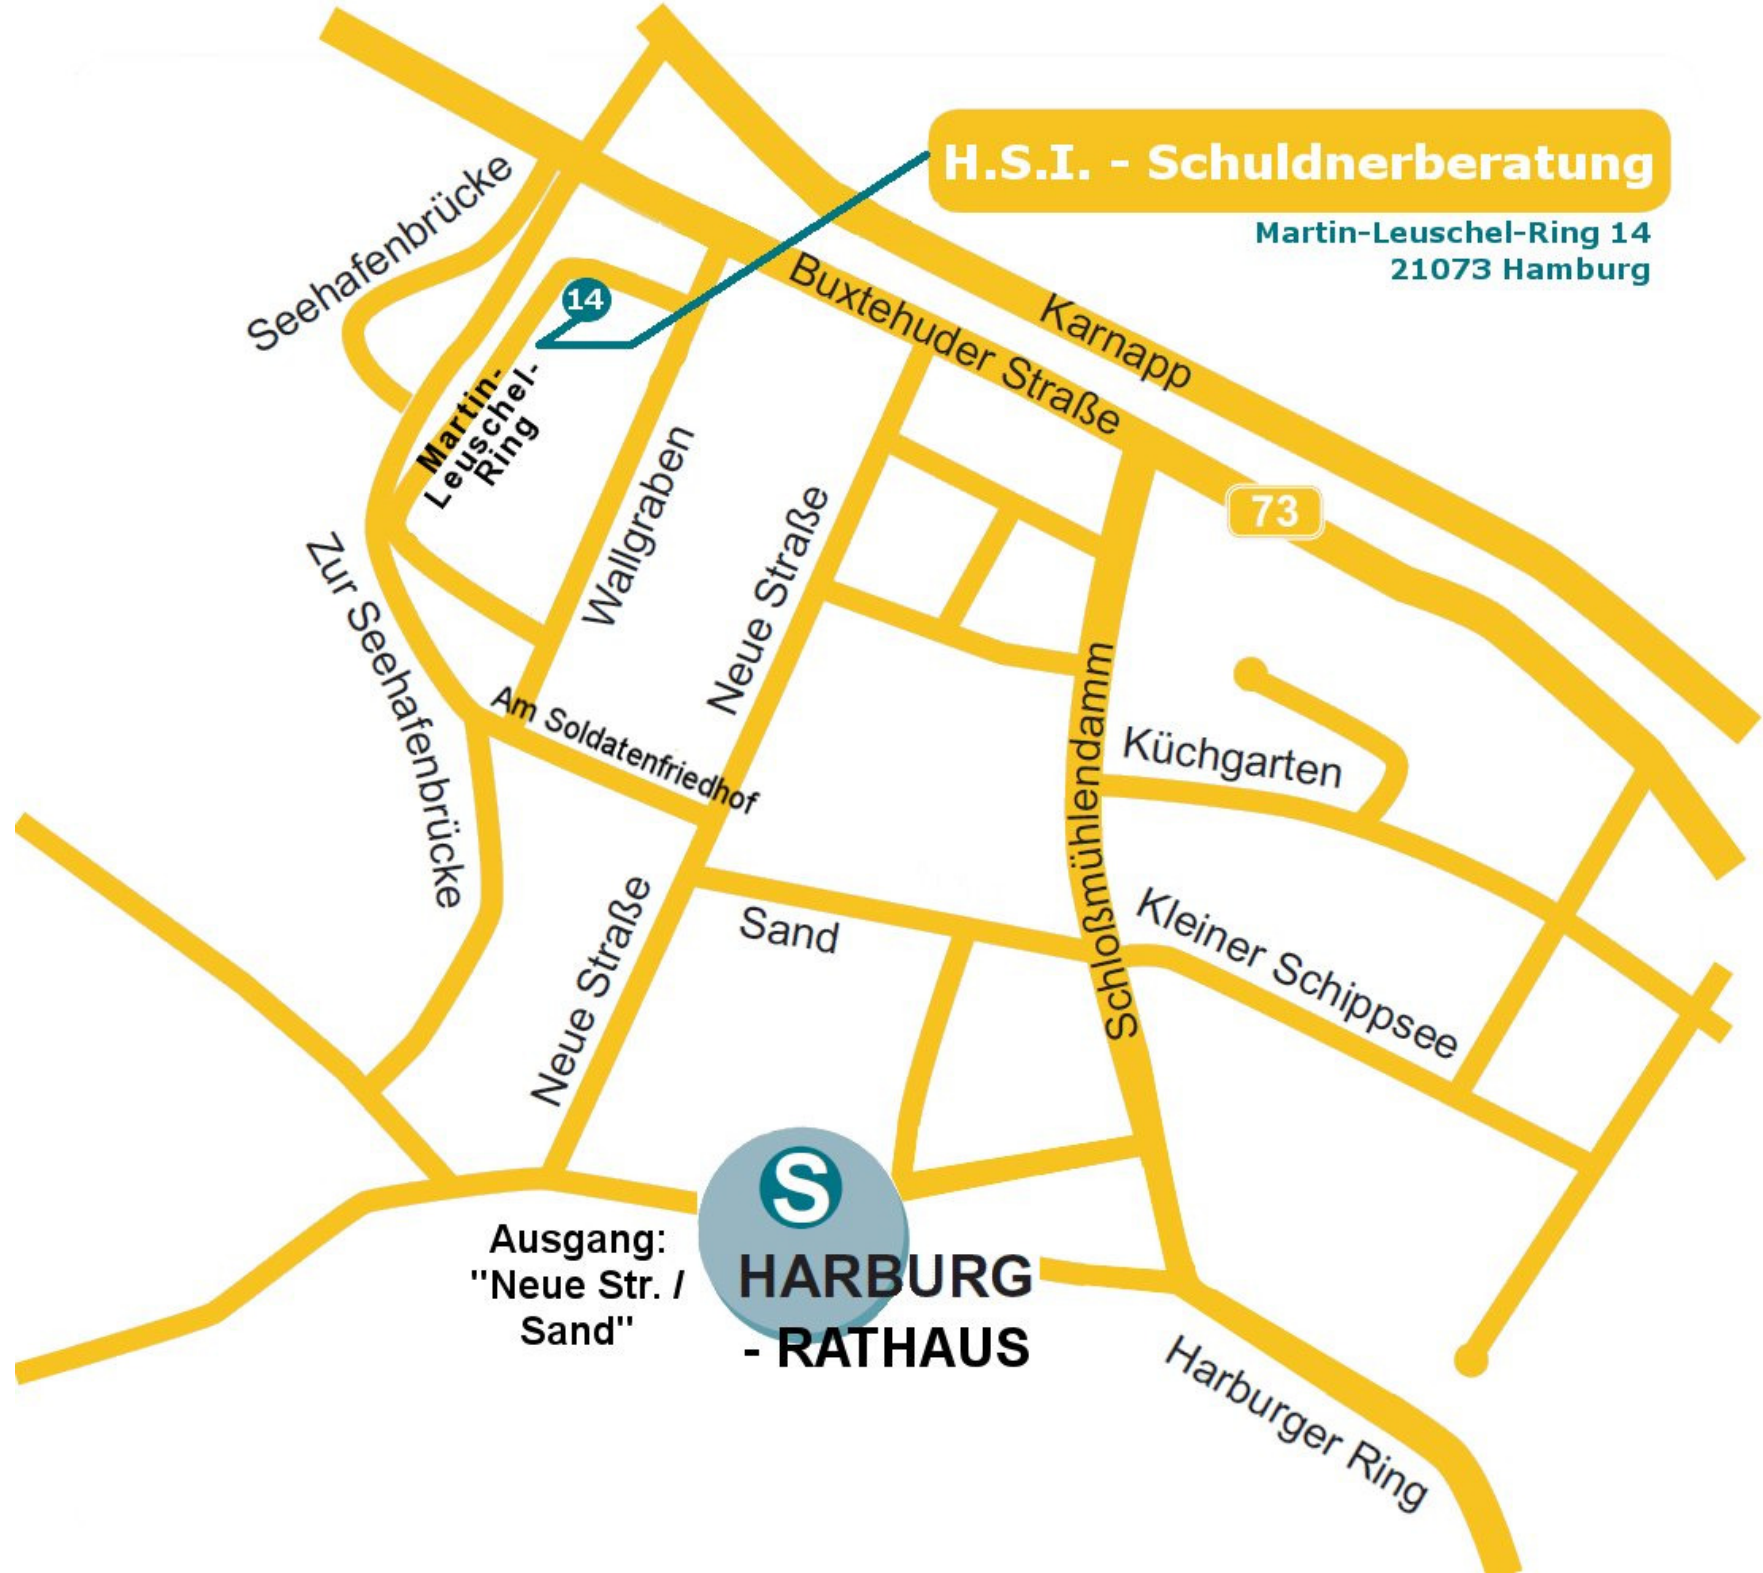 H.S.I. - Schuldnerberatung
Martin-Leuschel-Ring 14
21073 Hamburg
Seehafenbrücke
14
Buxtehuder Straße
Karnapp
Martin-
Leuschel-
Ring
Wallgraben
Neue Straße
73
Zur Seehafenbrücke
Am Soldatenfriedhof
Schloßmühlendamm
Küchgarten
Kleiner Schippsee
Sand
Neue Straße
S
HARBURG
- RATHAUS
Ausgang:
"Neue Str. /
Sand"
Harburger Ring